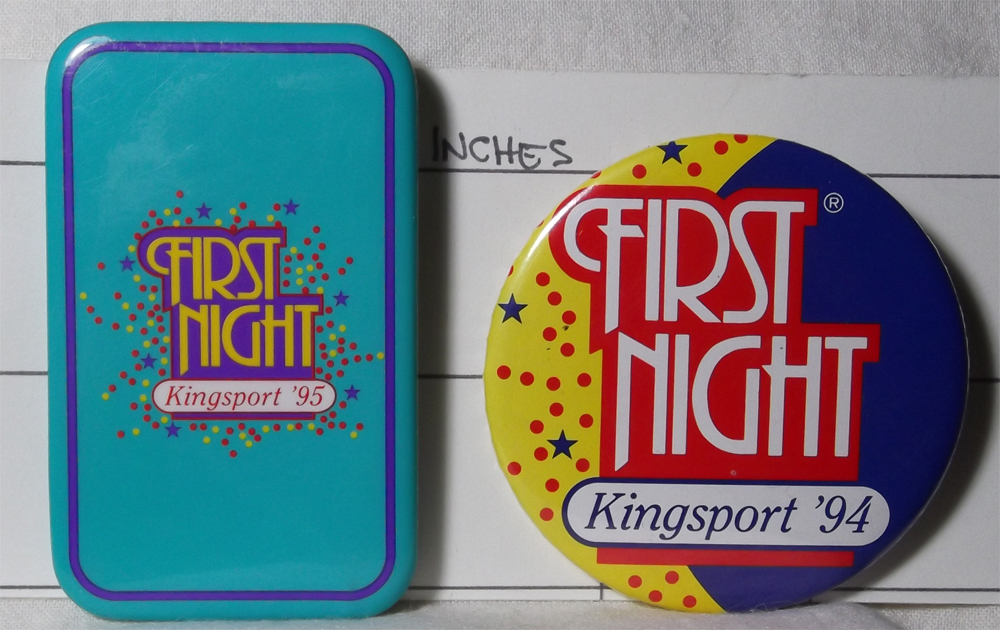 FIRST
NIGHT
Kingsport '95
INCHES
FIRST ®
NIGHT
Kingsport '94